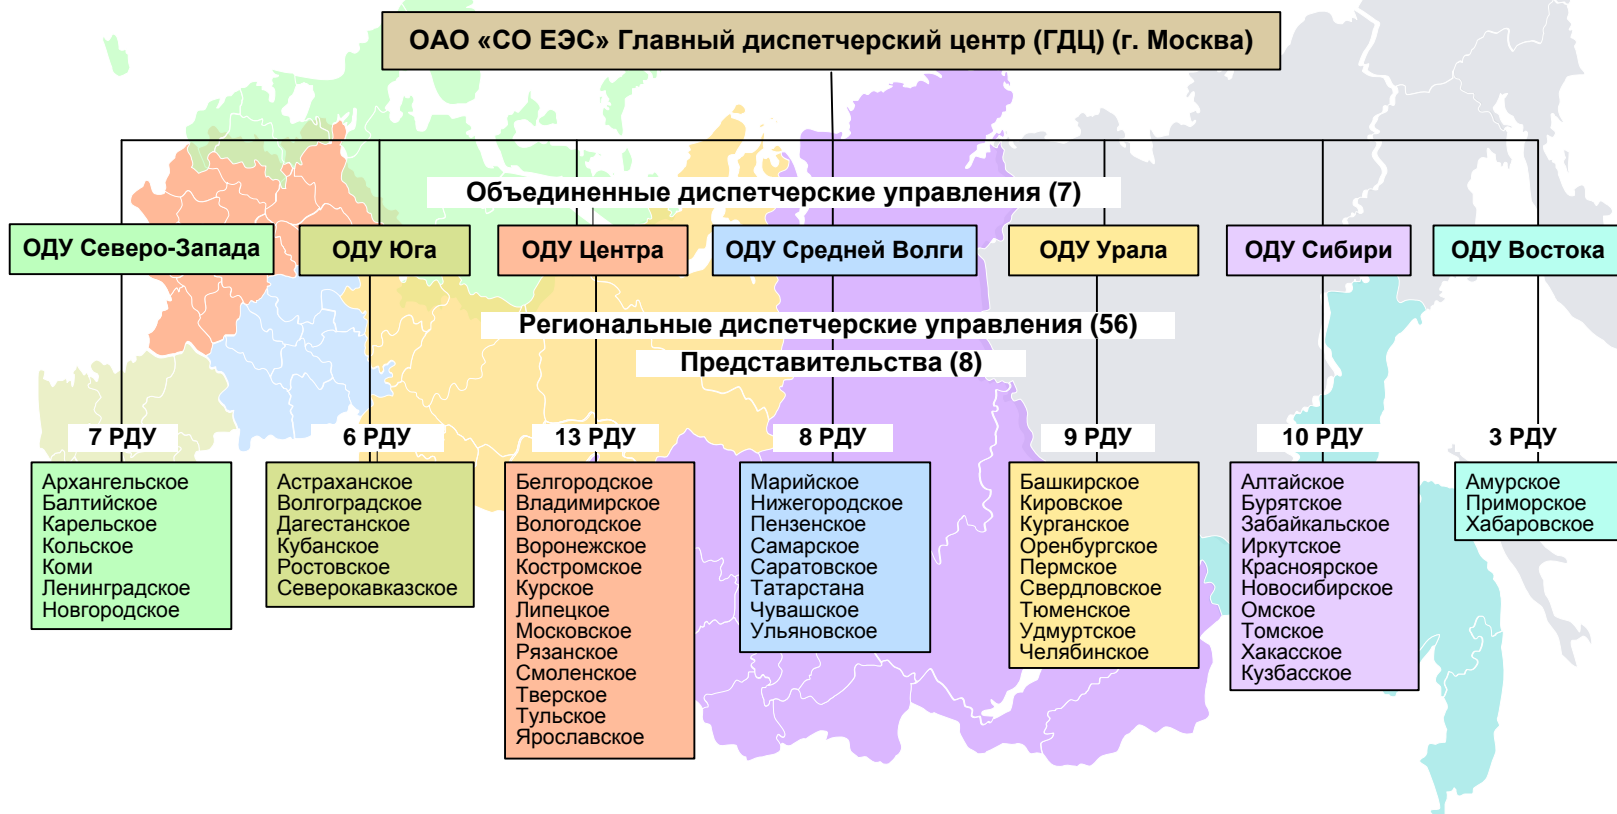 ОАО «СО ЕЭС» Главный диспетчерский центр (ГДЦ) (г. Москва)
Объединенные диспетчерские управления (7)
ОДУ Северо-Запада
ОДУ Юга
ОДУ Центра
ОДУ Средней Волги
ОДУ Урала
ОДУ Сибири
ОДУ Востока
Региональные диспетчерские управления (56)
Представительства (8)
7 РДУ
Архангельское
Балтийское
Карельское
Кольское
Коми
Ленинградское
Новгородское
6 РДУ
Астраханское
Волгоградское
Дагестанское
Кубанское
Ростовское
Северокавказское
13 РДУ
Белгородское
Владимирское
Вологодское
Воронежское
Костромское
Курское
Липецкое
Московское
Рязанское
Смоленское
Тверское
Тульское
Ярославское
8 РДУ
Марийское
Нижегородское
Пензенское
Самарское
Саратовское
Татарстана
Чувашское
Ульяновское
9 РДУ
Башкирское
Кировское
Курганское
Оренбургское
Пермское
Свердловское
Тюменское
Удмуртское
Челябинское
10 РДУ
Алтайское
Бурятское
Забайкальское
Иркутское
Красноярское
Новосибирское
Омское
Томское
Хакасское
Кузбасское
3 РДУ
Амурское
Приморское
Хабаровское